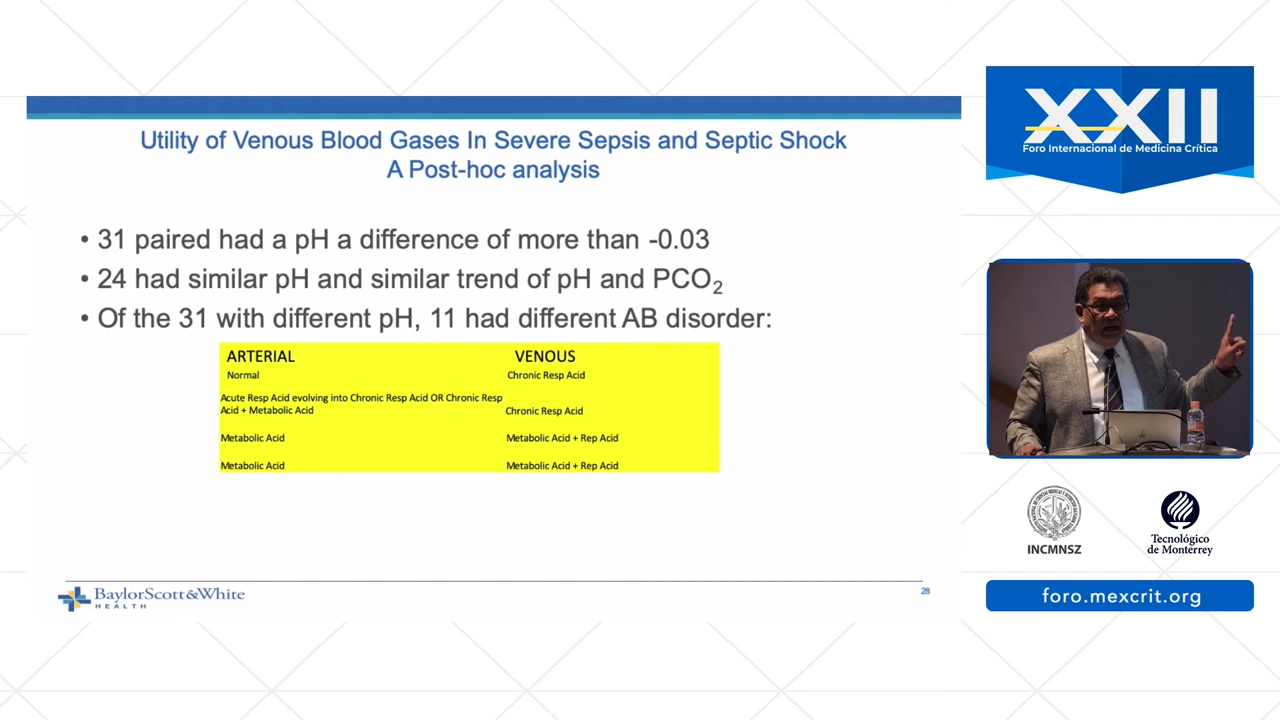 Utility of Venous Blood Gases In Severe Sepsis and Septic Shock
A Post-hoc analysis
• 31 paired had a pH a difference of more than -0.03
• 24 had similar pH and similar trend of pH and PCO₂
• Of the 31 with different pH, 11 had different AB disorder:
ARTERIAL VENOUS
Normal Chronic Resp Acid
Acute Resp Acid evolving into Chronic Resp Acid OR Chronic Resp
Acid + Metabolic Acid Chronic Resp Acid
Metabolic Acid Metabolic Acid + Rep Acid
Metabolic Acid Metabolic Acid + Rep Acid
BaylorScott&White
HEALTH
28
XXII
Foro Internacional de Medicina Crítica
INCMNSZ
Tecnológico
de Monterrey
foro.mexcrit.org